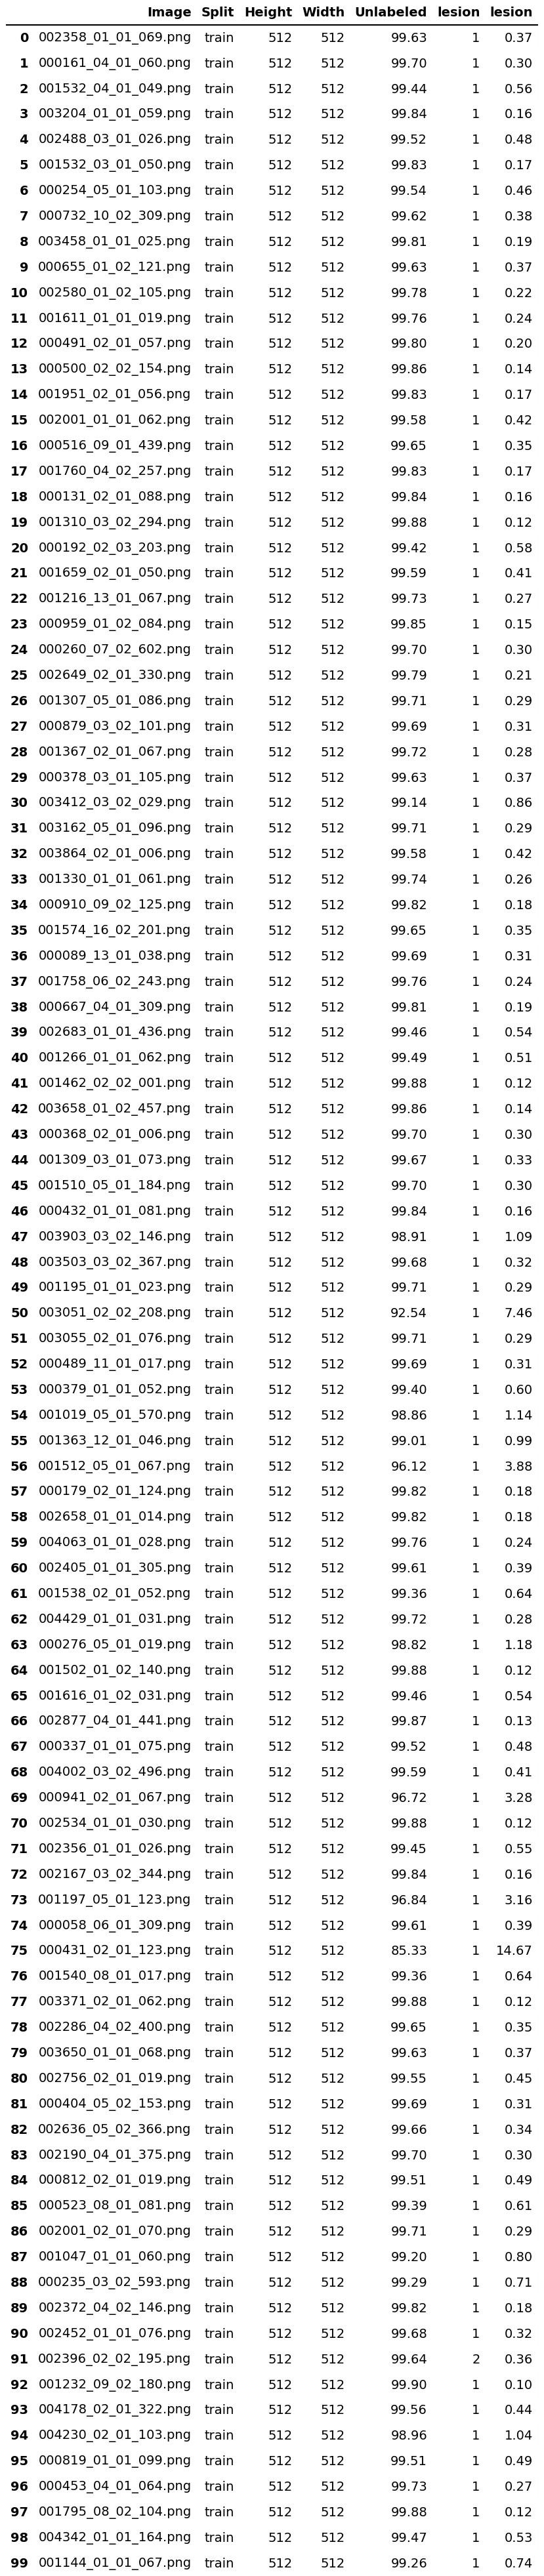 Image Split Height Width Unlabeled lesion lesion
0 002358_01_01_069.png train 512 512 99.63 1 0.37
1 000161_04_01_060.png train 512 512 99.70 1 0.30
2 001532_04_01_049.png train 512 512 99.44 1 0.56
3 003204_01_01_059.png train 512 512 99.84 1 0.16
4 002488_03_01_026.png train 512 512 99.52 1 0.48
5 001532_03_01_050.png train 512 512 99.83 1 0.17
6 000254_05_01_103.png train 512 512 99.54 1 0.46
7 000732_10_02_309.png train 512 512 99.62 1 0.38
8 003458_01_01_025.png train 512 512 99.81 1 0.19
9 000655_01_02_121.png train 512 512 99.63 1 0.37
10 002580_01_02_105.png train 512 512 99.78 1 0.22
11 001611_01_01_019.png train 512 512 99.76 1 0.24
12 000491_02_01_057.png train 512 512 99.80 1 0.20
13 000500_02_02_154.png train 512 512 99.86 1 0.14
14 001951_02_01_056.png train 512 512 99.83 1 0.17
15 002001_01_01_062.png train 512 512 99.58 1 0.42
16 000516_09_01_439.png train 512 512 99.65 1 0.35
17 001760_04_02_257.png train 512 512 99.83 1 0.17
18 000131_02_01_088.png train 512 512 99.84 1 0.16
19 001310_03_02_294.png train 512 512 99.88 1 0.12
20 000192_02_03_203.png train 512 512 99.42 1 0.58
21 001659_02_01_050.png train 512 512 99.59 1 0.41
22 001216_13_01_067.png train 512 512 99.73 1 0.27
23 000959_01_02_084.png train 512 512 99.85 1 0.15
24 000260_07_02_602.png train 512 512 99.70 1 0.30
25 002649_02_01_330.png train 512 512 99.79 1 0.21
26 001307_05_01_086.png train 512 512 99.71 1 0.29
27 000879_03_02_101.png train 512 512 99.69 1 0.31
28 001367_02_01_067.png train 512 512 99.72 1 0.28
29 000378_03_01_105.png train 512 512 99.63 1 0.37
30 003412_03_02_029.png train 512 512 99.14 1 0.86
31 003162_05_01_096.png train 512 512 99.71 1 0.29
32 003864_02_01_006.png train 512 512 99.58 1 0.42
33 001330_01_01_061.png train 512 512 99.74 1 0.26
34 000910_09_02_125.png train 512 512 99.82 1 0.18
35 001574_16_02_201.png train 512 512 99.65 1 0.35
36 000089_13_01_038.png train 512 512 99.69 1 0.31
37 001758_06_02_243.png train 512 512 99.76 1 0.24
38 000667_04_01_309.png train 512 512 99.81 1 0.19
39 002683_01_01_436.png train 512 512 99.46 1 0.54
40 001266_01_01_062.png train 512 512 99.49 1 0.51
41 001462_02_02_001.png train 512 512 99.88 1 0.12
42 003658_01_02_457.png train 512 512 99.86 1 0.14
43 000368_02_01_006.png train 512 512 99.70 1 0.30
44 001309_03_01_073.png train 512 512 99.67 1 0.33
45 001510_05_01_184.png train 512 512 99.70 1 0.30
46 000432_01_01_081.png train 512 512 99.84 1 0.16
47 003903_03_02_146.png train 512 512 98.91 1 1.09
48 003503_03_02_367.png train 512 512 99.68 1 0.32
49 001195_01_01_023.png train 512 512 99.71 1 0.29
50 003051_02_02_208.png train 512 512 92.54 1 7.46
51 003055_02_01_076.png train 512 512 99.71 1 0.29
52 000489_11_01_017.png train 512 512 99.69 1 0.31
53 000379_01_01_052.png train 512 512 99.40 1 0.60
54 001019_05_01_570.png train 512 512 98.86 1 1.14
55 001363_12_01_046.png train 512 512 99.01 1 0.99
56 001512_05_01_067.png train 512 512 96.12 1 3.88
57 000179_02_01_124.png train 512 512 99.82 1 0.18
58 002658_01_01_014.png train 512 512 99.82 1 0.18
59 004063_01_01_028.png train 512 512 99.76 1 0.24
60 002405_01_01_305.png train 512 512 99.61 1 0.39
61 001538_02_01_052.png train 512 512 99.36 1 0.64
62 004429_01_01_031.png train 512 512 99.72 1 0.28
63 000276_05_01_019.png train 512 512 98.82 1 1.18
64 001502_01_02_140.png train 512 512 99.88 1 0.12
65 001616_01_02_031.png train 512 512 99.46 1 0.54
66 002877_04_01_441.png train 512 512 99.87 1 0.13
67 000337_01_01_075.png train 512 512 99.52 1 0.48
68 004002_03_02_496.png train 512 512 99.59 1 0.41
69 000941_02_01_067.png train 512 512 96.72 1 3.28
70 002534_01_01_030.png train 512 512 99.88 1 0.12
71 002356_01_01_026.png train 512 512 99.45 1 0.55
72 002167_03_02_344.png train 512 512 99.84 1 0.16
73 001197_05_01_123.png train 512 512 96.84 1 3.16
74 000058_06_01_309.png train 512 512 99.61 1 0.39
75 000431_02_01_123.png train 512 512 85.33 1 14.67
76 001540_08_01_017.png train 512 512 99.36 1 0.64
77 003371_02_01_062.png train 512 512 99.88 1 0.12
78 002286_04_02_400.png train 512 512 99.65 1 0.35
79 003650_01_01_068.png train 512 512 99.63 1 0.37
80 002756_02_01_019.png train 512 512 99.55 1 0.45
81 000404_05_02_153.png train 512 512 99.69 1 0.31
82 002636_05_02_366.png train 512 512 99.66 1 0.34
83 002190_04_01_375.png train 512 512 99.70 1 0.30
84 000812_02_01_019.png train 512 512 99.51 1 0.49
85 000523_08_01_081.png train 512 512 99.39 1 0.61
86 002001_02_01_070.png train 512 512 99.71 1 0.29
87 001047_01_01_060.png train 512 512 99.20 1 0.80
88 000235_03_02_593.png train 512 512 99.29 1 0.71
89 002372_04_02_146.png train 512 512 99.82 1 0.18
90 002452_01_01_076.png train 512 512 99.68 1 0.32
91 002396_02_02_195.png train 512 512 99.64 2 0.36
92 001232_09_02_180.png train 512 512 99.90 1 0.10
93 004178_02_01_322.png train 512 512 99.56 1 0.44
94 004230_02_01_103.png train 512 512 98.96 1 1.04
95 000819_01_01_099.png train 512 512 99.51 1 0.49
96 000453_04_01_064.png train 512 512 99.73 1 0.27
97 001795_08_02_104.png train 512 512 99.88 1 0.12
98 004342_01_01_164.png train 512 512 99.47 1 0.53
99 001144_01_01_067.png train 512 512 99.26 1 0.74